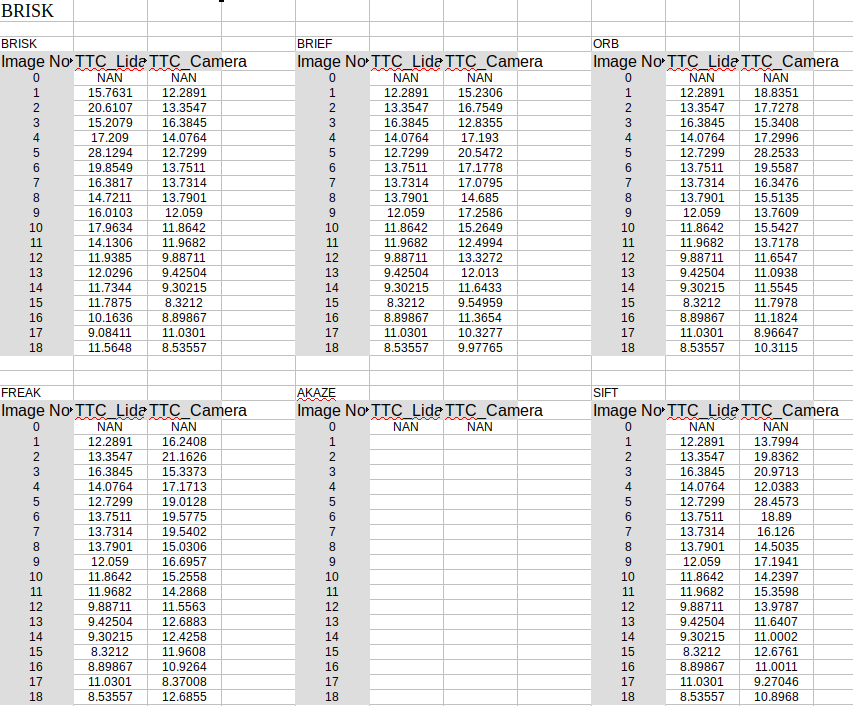 BRISK
BRISK BRIEF ORB
Image No TTC_Lida TTC_Camera Image No TTC_Lida TTC_Camera Image No TTC_Lida TTC_Camera
0 NAN NAN 0 NAN NAN 0 NAN NAN
1 15.7631 12.2891 1 12.2891 15.2306 1 12.2891 18.8351
2 20.6107 13.3547 2 13.3547 16.7549 2 13.3547 17.7278
3 15.2079 16.3845 3 16.3845 12.8355 3 16.3845 15.3408
4 17.209 14.0764 4 14.0764 17.193 4 14.0764 17.2996
5 28.1294 12.7299 5 12.7299 20.5472 5 12.7299 28.2533
6 19.8549 13.7511 6 13.7511 17.1778 6 13.7511 19.5587
7 16.3817 13.7314 7 13.7314 17.0795 7 13.7314 16.3476
8 14.7211 13.7901 8 13.7901 14.685 8 13.7901 15.5135
9 16.0103 12.059 9 12.059 17.2586 9 12.059 13.7609
10 17.9634 11.8642 10 11.8642 15.2649 10 11.8642 15.5427
11 14.1306 11.9682 11 11.9682 12.4994 11 11.9682 13.7178
12 11.9385 9.88711 12 9.88711 13.3272 12 9.88711 11.6547
13 12.0296 9.42504 13 9.42504 12.013 13 9.42504 11.0938
14 11.7344 9.30215 14 9.30215 11.6433 14 9.30215 11.5545
15 11.7875 8.3212 15 8.3212 9.54959 15 8.3212 11.7978
16 10.1636 8.89867 16 8.89867 11.3654 16 8.89867 11.1824
17 9.08411 11.0301 17 11.0301 10.3277 17 11.0301 8.96647
18 11.5648 8.53557 18 8.53557 9.97765 18 8.53557 10.3115
FREAK AKAZE SIFT
Image No TTC_Lida TTC_Camera Image No TTC_Lida TTC_Camera Image No TTC_Lida TTC_Camera
0 NAN NAN 0 NAN NAN 0 NAN NAN
1 12.2891 16.2408 1 1 12.2891 13.7994
2 13.3547 21.1626 2 2 13.3547 19.8362
3 16.3845 15.3373 3 3 16.3845 20.9713
4 14.0764 17.1713 4 4 14.0764 12.0383
5 12.7299 19.0128 5 5 12.7299 28.4573
6 13.7511 19.5775 6 6 13.7511 18.89
7 13.7314 19.5402 7 7 13.7314 16.126
8 13.7901 15.0306 8 8 13.7901 14.5035
9 12.059 16.6957 9 9 12.059 17.1941
10 11.8642 15.2558 10 10 11.8642 14.2397
11 11.9682 14.2868 11 11 11.9682 15.3598
12 9.88711 11.5563 12 12 9.88711 13.9787
13 9.42504 12.6883 13 13 9.42504 11.6407
14 9.30215 12.4258 14 14 9.30215 11.0002
15 8.3212 11.9608 15 15 8.3212 12.6761
16 8.89867 10.9264 16 16 8.89867 11.0011
17 11.0301 8.37008 17 17 11.0301 9.27046
18 8.53557 12.6855 18 18 8.53557 10.8968